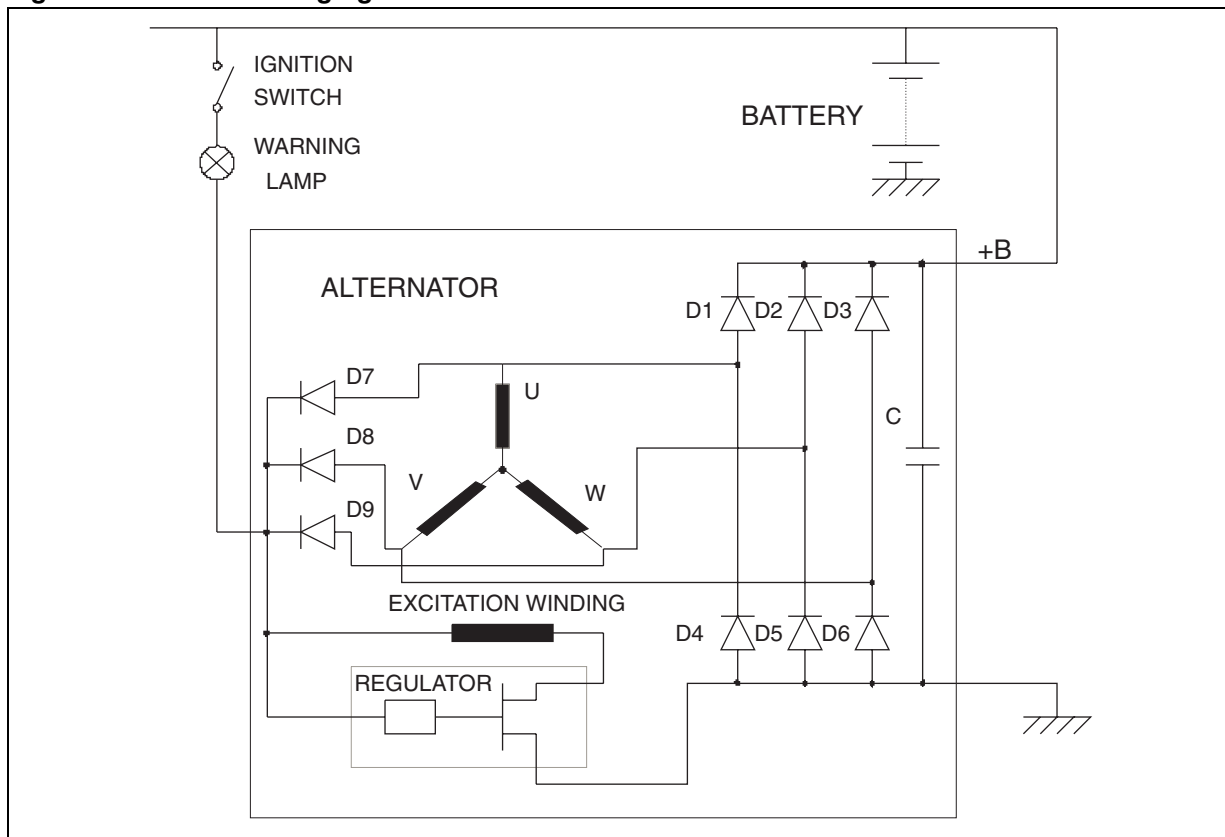 IGNITION
SWITCH
WARNING
LAMP
BATTERY
+B
ALTERNATOR
D1
D2
D3
D7
U
D8
C
V
W
D9
EXCITATION WINDING
D4
D5
D6
REGULATOR